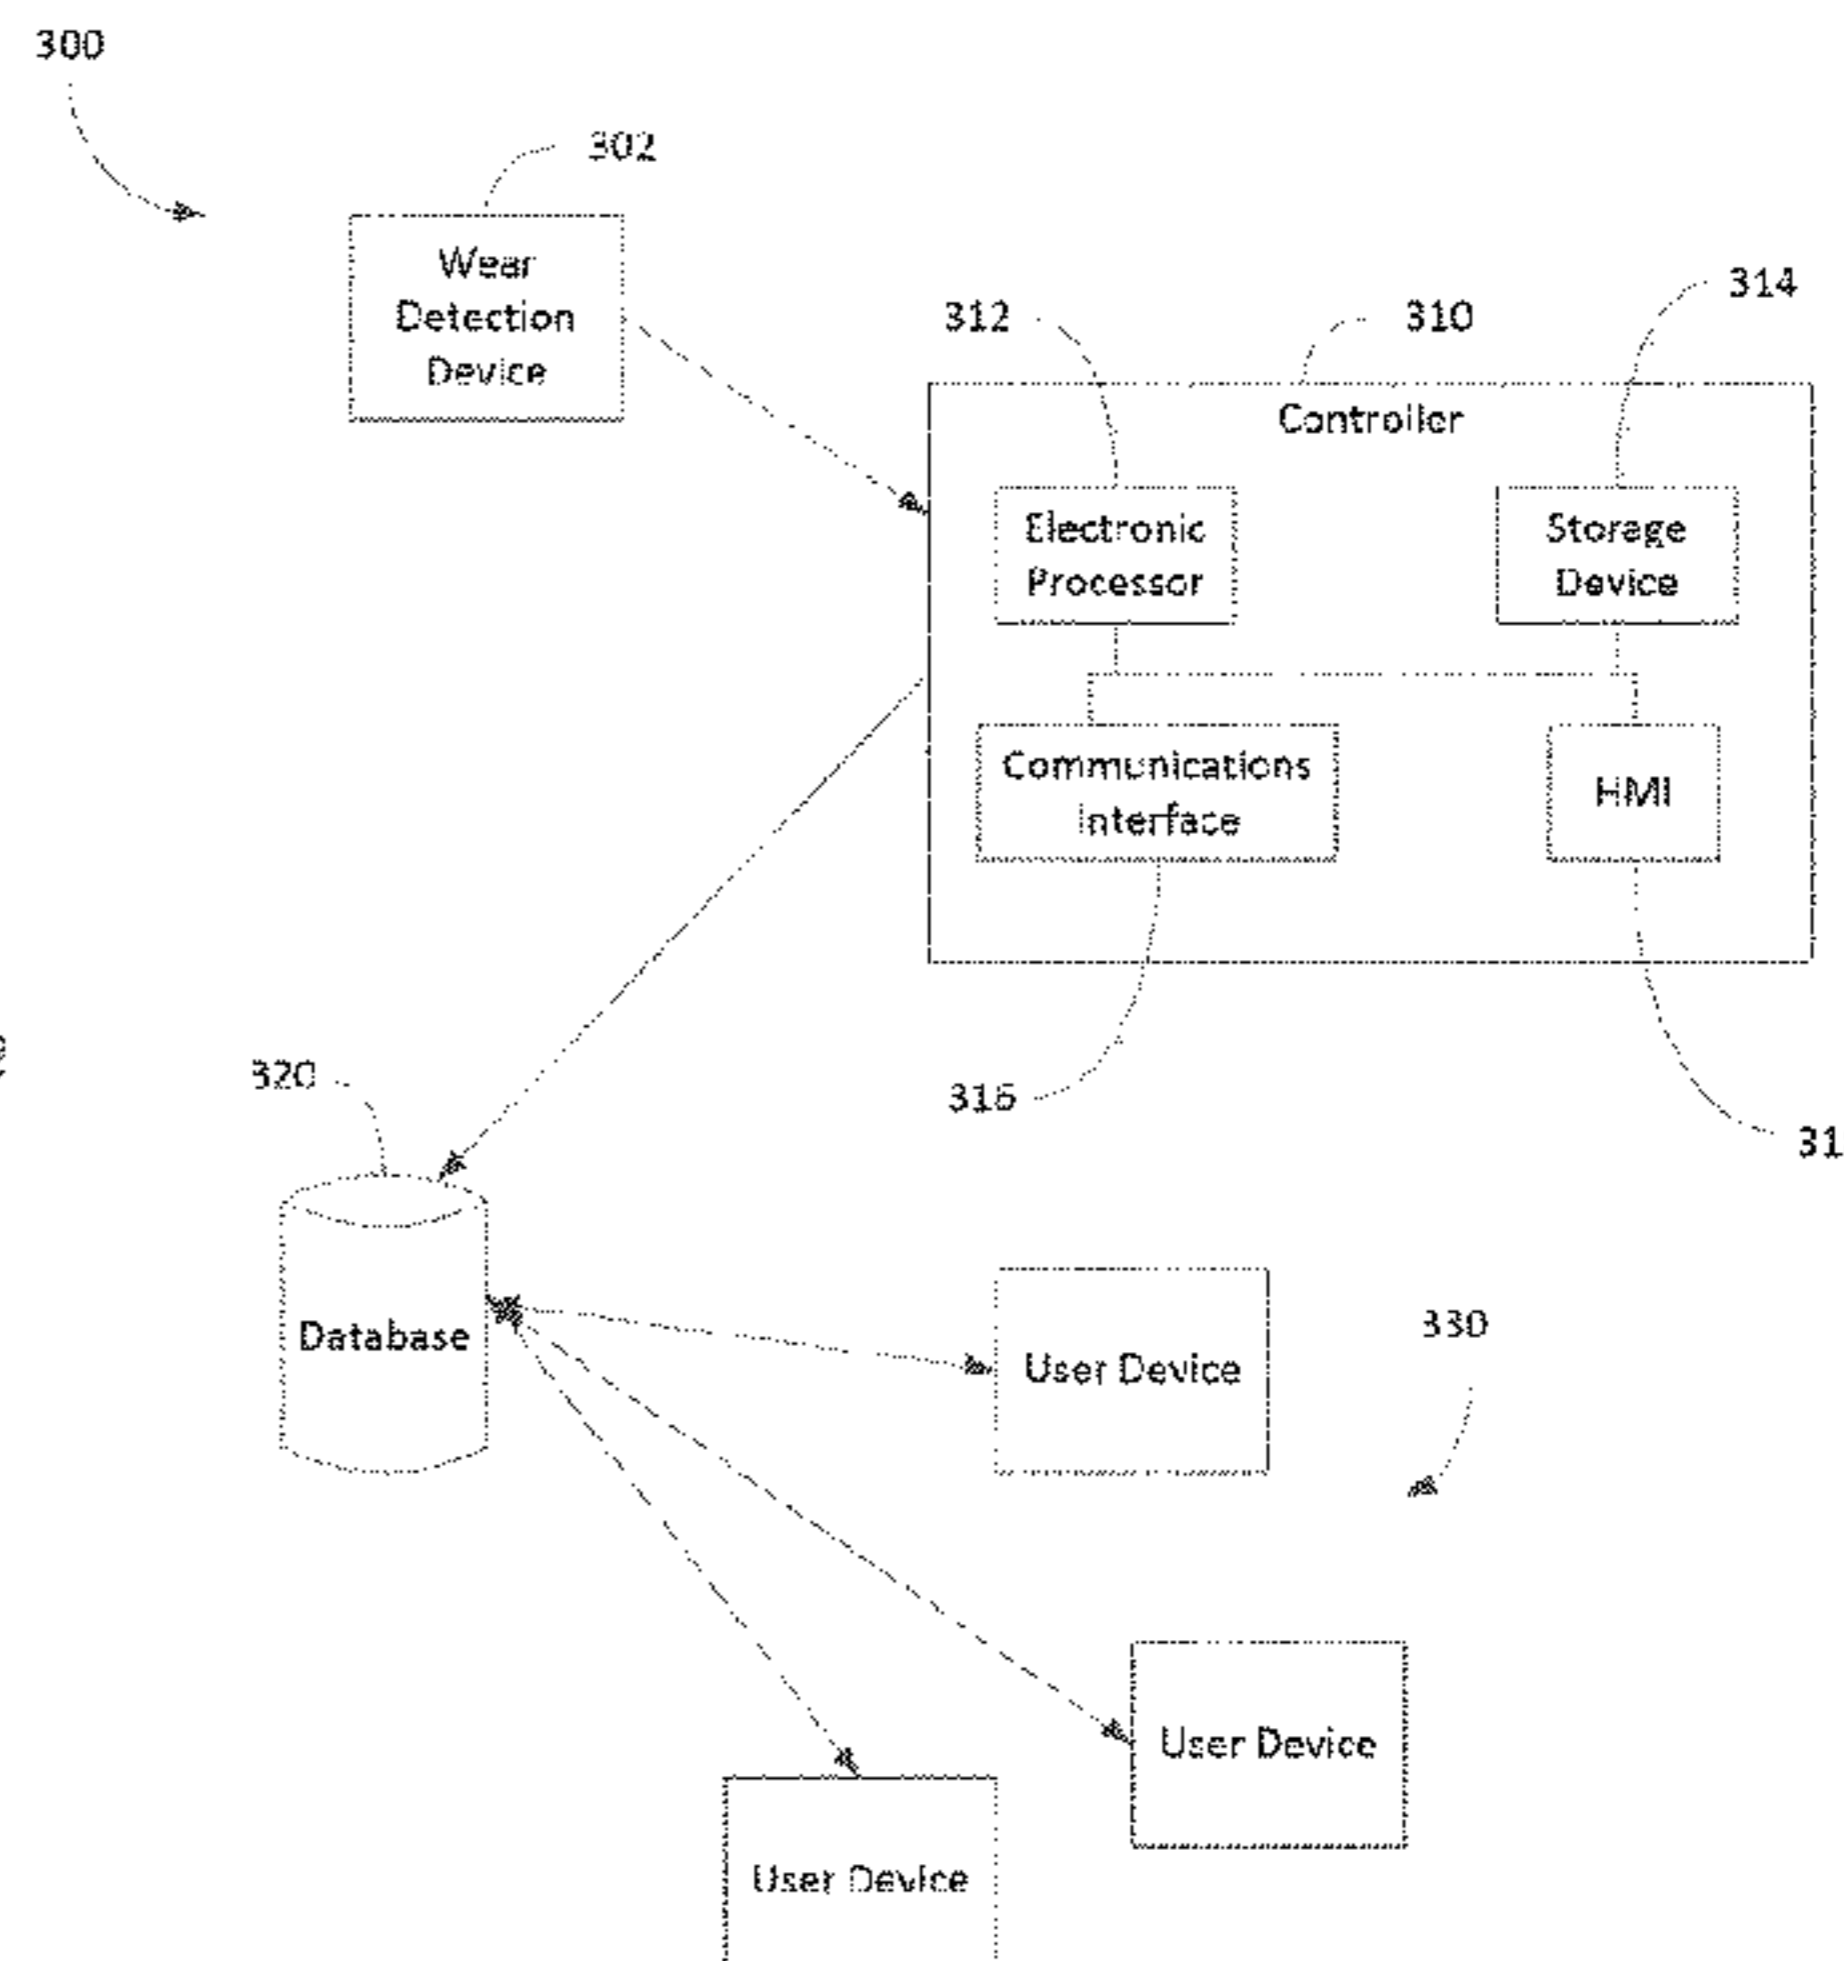 300
302
Wear
Detection
Device
312
310
314
Controller
Electronic
Processor
Storage
Device
Communications
Interface
HMI
320
316
31
Database
User Device
330
User Device
User Device